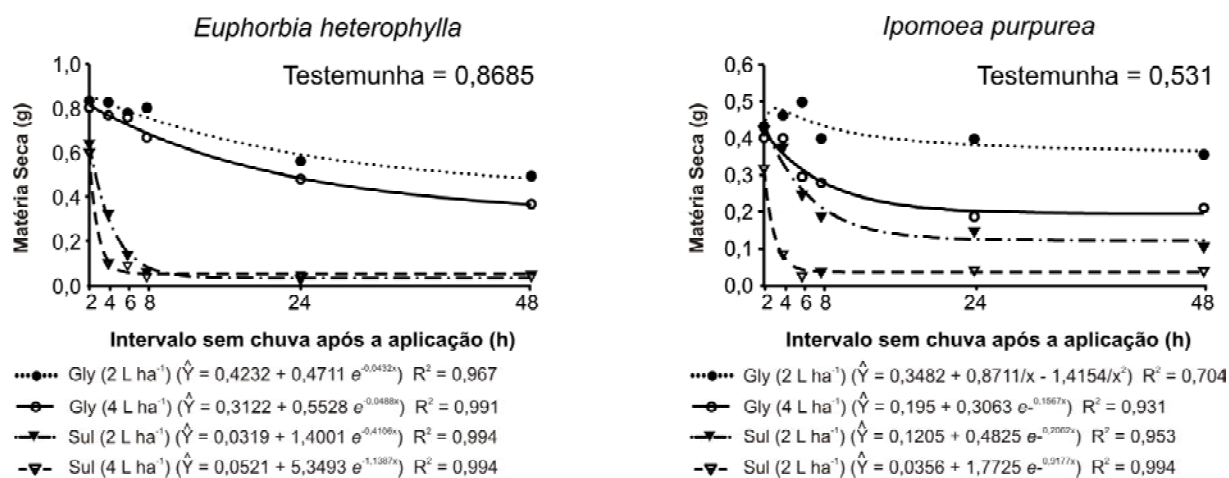 Euphorbia heterophylla
Testemunha = 0,8685
Matéria Seca (g)
1,0
0,8
0,6
0,4
0,2
0,0
2 4 6 8 24 48
Intervalo sem chuva após a aplicação (h)
Gly (2 L ha⁻¹) (Ŷ = 0,4232 + 0,4711 e⁻⁰,⁰⁴³²ˣ) R² = 0,967
Gly (4 L ha⁻¹) (Ŷ = 0,3122 + 0,5528 e⁻⁰,⁰⁴⁸⁸ˣ) R² = 0,991
Sul (2 L ha⁻¹) (Ŷ = 0,0319 + 1,4001 e⁻⁰,⁴¹⁰⁶ˣ) R² = 0,994
Sul (4 L ha⁻¹) (Ŷ = 0,0521 + 5,3493 e⁻¹,¹³⁸⁷ˣ) R² = 0,994
Ipomoea purpurea
Testemunha = 0,531
Matéria Seca (g)
0,6
0,5
0,4
0,3
0,2
0,1
0,0
2 4 6 8 24 48
Intervalo sem chuva após a aplicação (h)
Gly (2 L ha⁻¹) (Ŷ = 0,3482 + 0,8711/x - 1,4154/x²) R² = 0,704
Gly (4 L ha⁻¹) (Ŷ = 0,195 + 0,3063 e-⁰,¹⁵⁶⁷ˣ) R² = 0,931
Sul (2 L ha⁻¹) (Ŷ = 0,1205 + 0,4825 e-⁰,²⁰⁶²ˣ) R² = 0,953
Sul (2 L ha⁻¹) (Ŷ = 0,0356 + 1,7725 e-⁰,⁹¹⁷⁷ˣ) R² = 0,994